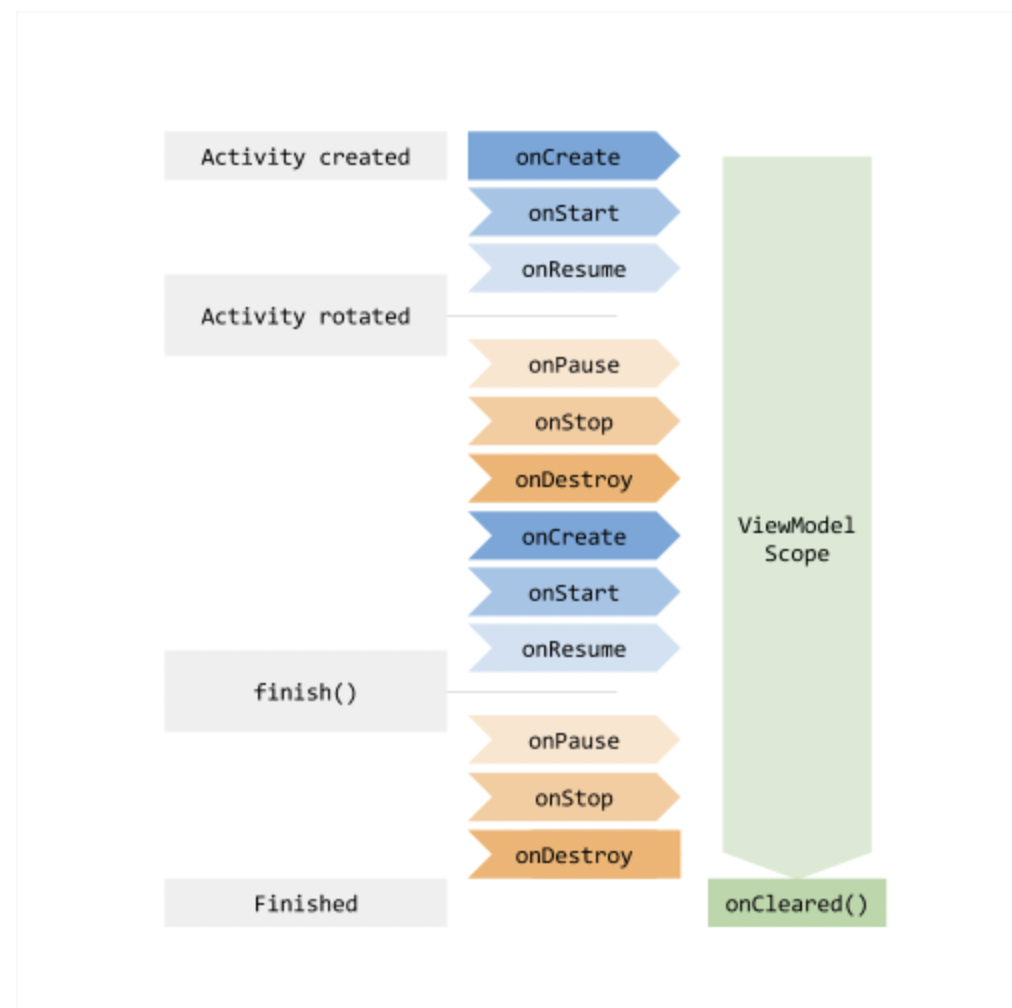 Activity created
onCreate
onStart
onResume
Activity rotated
onPause
onStop
onDestroy
onCreate
onStart
onResume
ViewModel
Scope
finish()
onPause
onStop
onDestroy
Finished
onCleared()